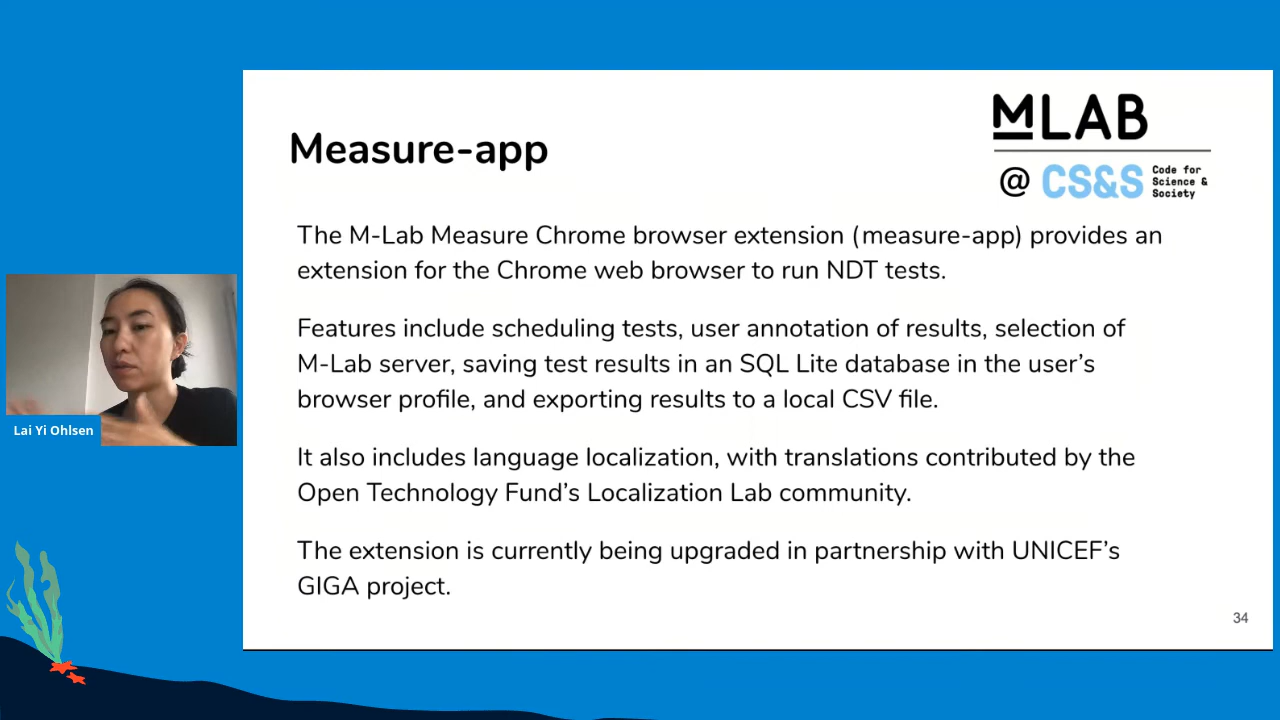 Measure-app
MLAB
@ CS&S Code for
Science &
Society
The M-Lab Measure Chrome browser extension (measure-app) provides an
extension for the Chrome web browser to run NDT tests.
Features include scheduling tests, user annotation of results, selection of
M-Lab server, saving test results in an SQL Lite database in the user’s
browser profile, and exporting results to a local CSV file.
It also includes language localization, with translations contributed by the
Open Technology Fund’s Localization Lab community.
The extension is currently being upgraded in partnership with UNICEF’s
GIGA project.
34
Lai Yi Ohlsen